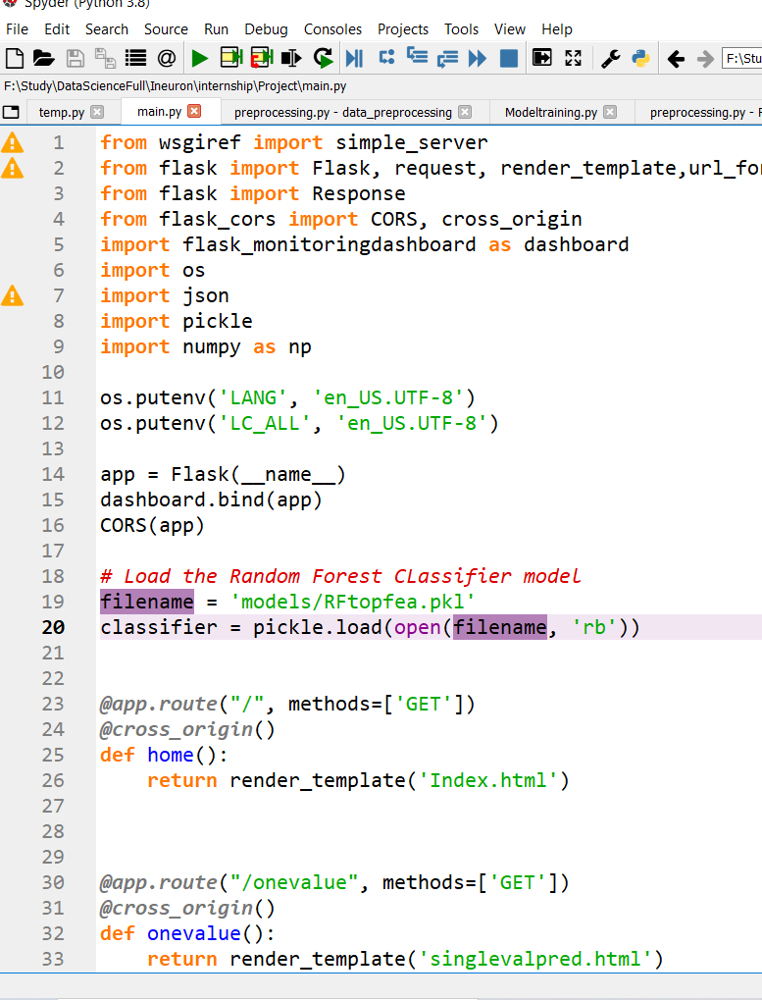 Spyder (Python 3.8)
File Edit Search Source Run Debug Consoles Projects Tools View Help
F:\Stu
F:\Study\DataScienceFull\Ineuron\internship\Project\main.py
temp.py main.py preprocessing.py - data_preprocessing Modeltraining.py preprocessing.py - F
1 from wsgiref import simple_server
2 from flask import Flask, request, render_template,url_for
3 from flask import Response
4 from flask_cors import CORS, cross_origin
5 import flask_monitoringdashboard as dashboard
6 import os
7 import json
8 import pickle
9 import numpy as np
10
11 os.putenv('LANG', 'en_US.UTF-8')
12 os.putenv('LC_ALL', 'en_US.UTF-8')
13
14 app = Flask(__name__)
15 dashboard.bind(app)
16 CORS(app)
17
18 # Load the Random Forest CLassifier model
19 filename = 'models/RFtopfea.pkl'
20 classifier = pickle.load(open(filename, 'rb'))
21
22
23 @app.route("/", methods=['GET'])
24 @cross_origin()
25 def home():
26     return render_template('Index.html')
27
28
29
30 @app.route("/onevalue", methods=['GET'])
31 @cross_origin()
32 def onevalue():
33     return render_template('singlevalpred.html')